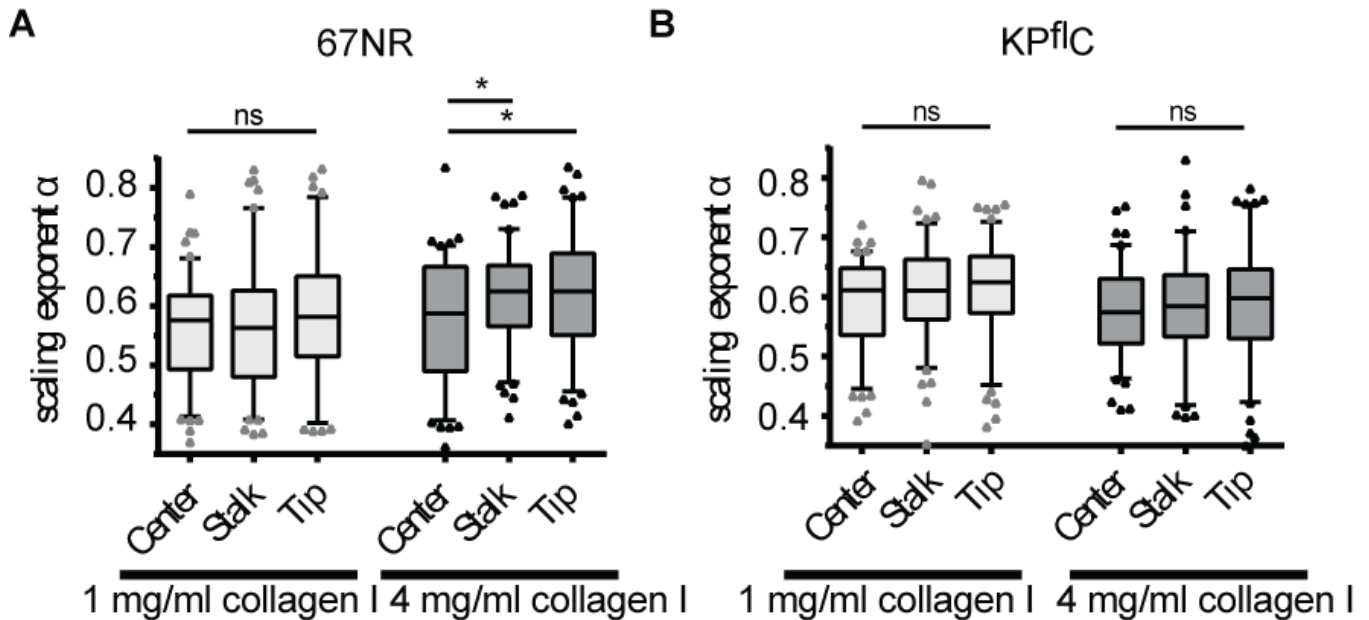 A
67NR
ns
*
*
scaling exponent α
0.8
0.7
0.6
0.5
0.4
Center
Stalk
Tip
Center
Stalk
Tip
1 mg/ml collagen I
4 mg/ml collagen I
B
KPflC
ns
ns
scaling exponent α
0.8
0.7
0.6
0.5
0.4
Center
Stalk
Tip
Center
Stalk
Tip
1 mg/ml collagen I
4 mg/ml collagen I